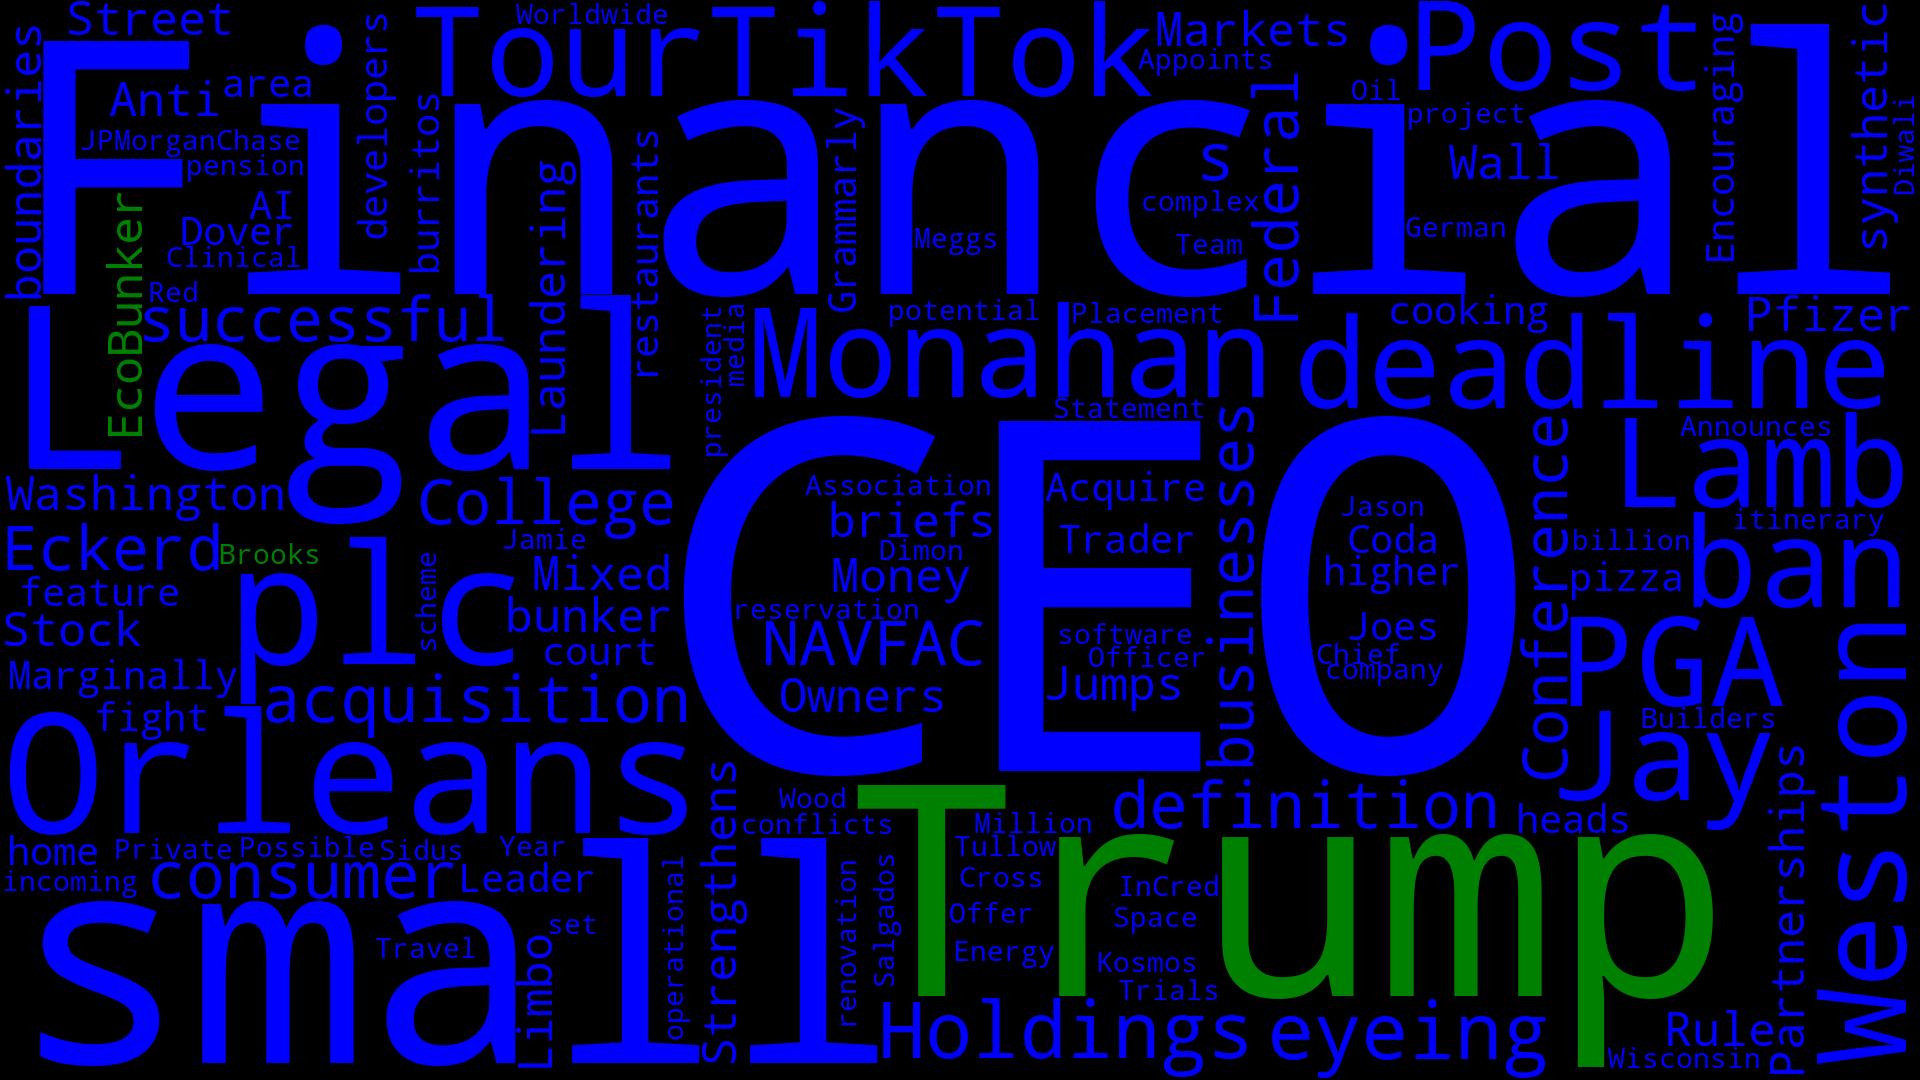 Street
Worldwide
TourTikTok
Markets
Appoints
Post
Financial
boundaries
Anti
area
developers
burritos
JPMorganChase
pension
AI
Dover
Clinical
EcoBunker
Laundering
restaurants
Grammarly
Meggs
s
complex
Team
Federal
Oil
project
Wall
German
Encouraging
synthetic
Diwali
Red
successful
Legal
president
media
potential
Placement
Monahan
cooking
Pfizer
deadline
Statement
Announces
Lamb
Washington
College
CEO
Association
briefs
Dimon
Money
reservation
NAVFAC
Owners
Acquire
Trader
software
Officer
Jumps
businesses
Jason
Coda
higher
Joes
Chief
company
Conference
itinerary
billion
pizza
ban
Eckerd
Brooks
Jamie
feature
Stock
plc
scheme
Mixed
bunker
court
PGA
Marginally
fight
acquisition
Builders
Jay
Weston
Orleans
Strengthens
Wood
conflicts
Trump
Million
Tullow
Cross
Offer
Energy
InCred
Space
Kosmos
Trials
definition
heads
Partnerships
home
Private
Possible
Sidus
Year
incoming
consumer
Leader
small
Travel
set
Limbo
operational
renovation
Salgados
Holdings
eyeing
Rule
Wisconsin